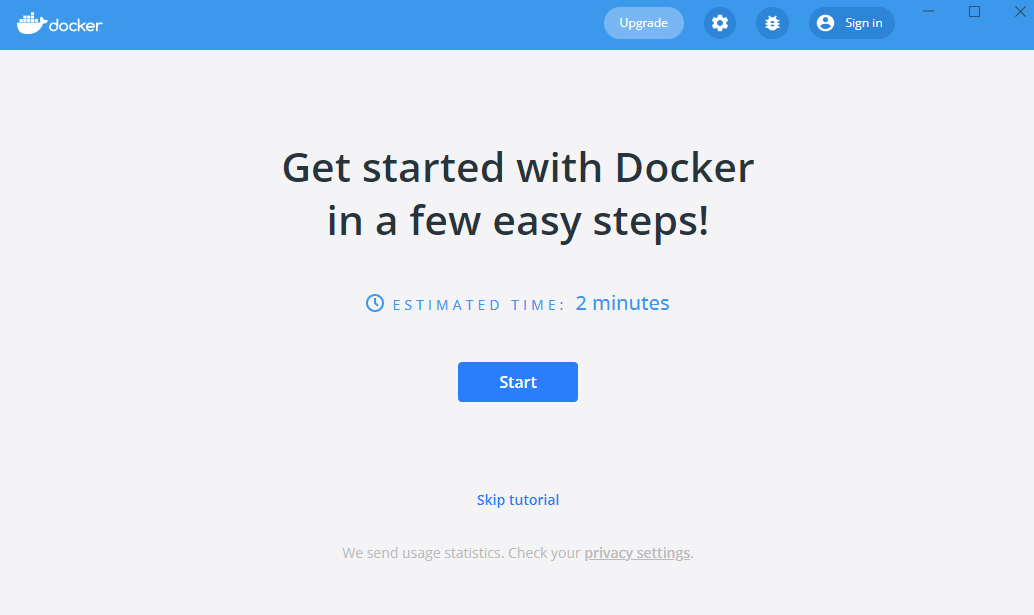 docker
Upgrade
Sign in
Get started with Docker
in a few easy steps!
ESTIMATED TIME: 2 minutes
Start
Skip tutorial
We send usage statistics. Check your privacy settings.